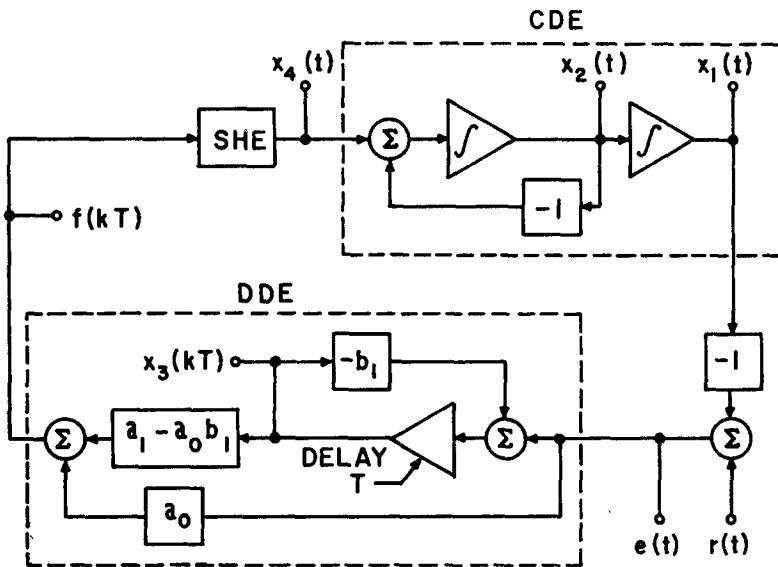 CDE
x₄(t)
x₂(t)
x₁(t)
SHE
Σ
∫
∫
-1
f(kT)
DDE
x₃(kT)
-b₁
-1
Σ
a₁ - a₀b₁
DELAY
T
Σ
Σ
a₀
e(t)
r(t)